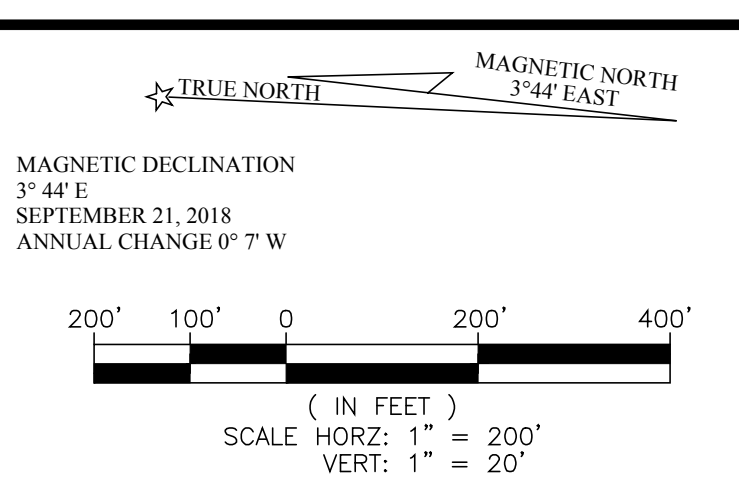 TRUE NORTH
MAGNETIC NORTH
3°44' EAST
MAGNETIC DECLINATION
3° 44' E
SEPTEMBER 21, 2018
ANNUAL CHANGE 0° 7' W
200' 100' 0 200' 400'
( IN FEET )
SCALE HORZ: 1" = 200'
VERT: 1" = 20'